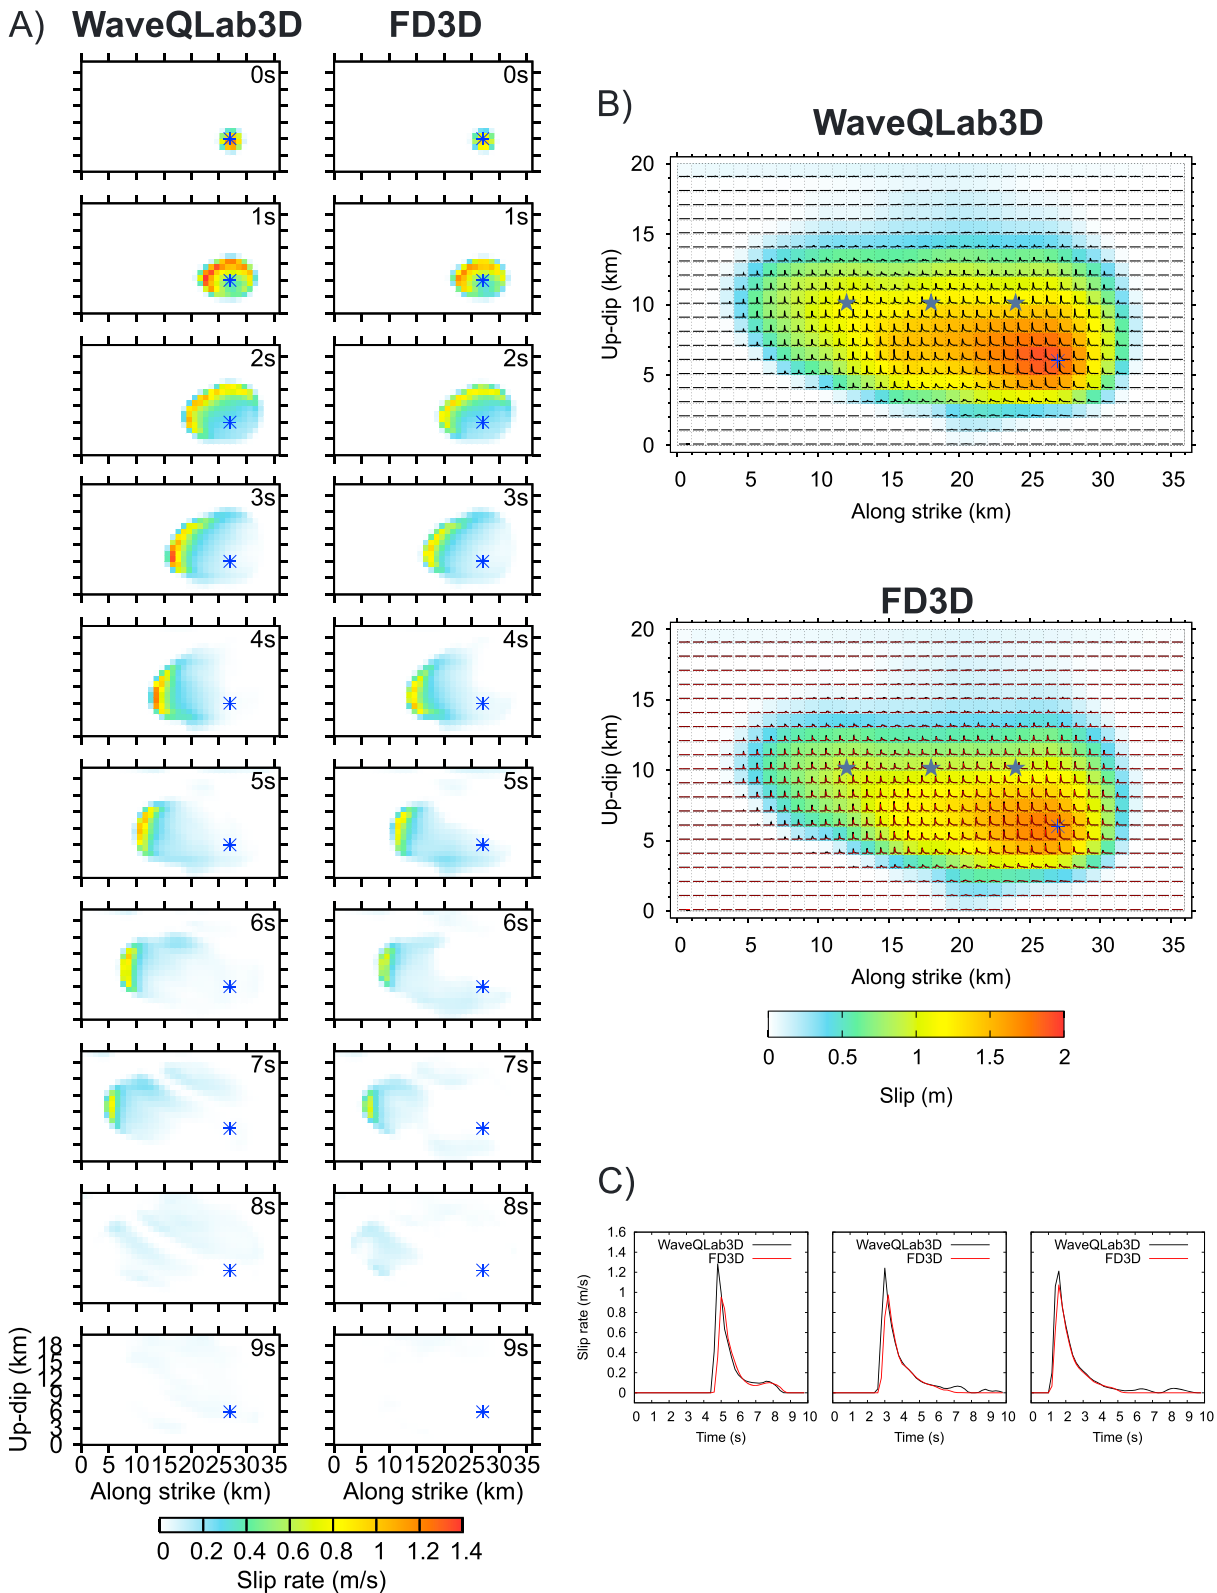 A)
WaveQLab3D
FD3D
0s
0s
1s
1s
2s
2s
3s
3s
4s
4s
5s
5s
6s
6s
7s
7s
8s
8s
9s
9s
Up-dip (km)
18
15
12
9
6
3
0
0 5 10 15 20 25 30 35
0 5 10 15 20 25 30 35
Along strike (km)
Along strike (km)
0 0.2 0.4 0.6 0.8 1 1.2 1.4
Slip rate (m/s)
B)
WaveQLab3D
Up-dip (km)
20
15
10
5
0
0 5 10 15 20 25 30 35
Along strike (km)
FD3D
Up-dip (km)
20
15
10
5
0
0 5 10 15 20 25 30 35
Along strike (km)
0 0.5 1 1.5 2
Slip (m)
C)
Slip rate (m/s)
1.6
1.4
1.2
1
0.8
0.6
0.4
0.2
0
WaveQLab3D
FD3D
WaveQLab3D
FD3D
WaveQLab3D
FD3D
0 1 2 3 4 5 6 7 8 9 10
0 1 2 3 4 5 6 7 8 9 10
0 1 2 3 4 5 6 7 8 9 10
Time (s)
Time (s)
Time (s)